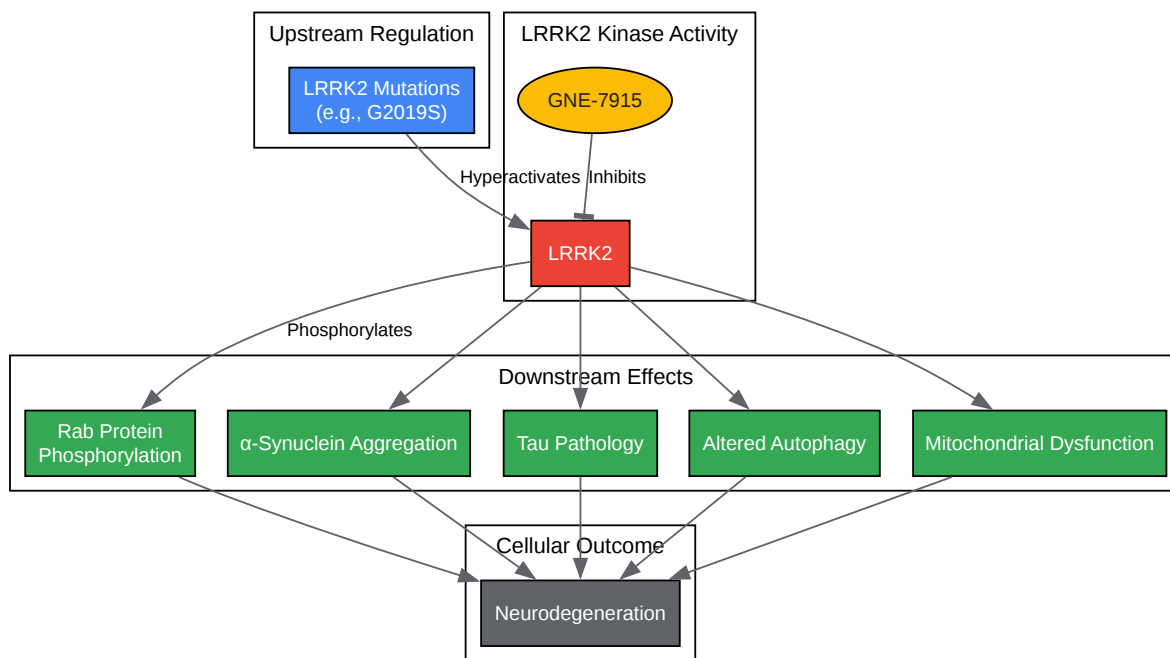 Upstream Regulation
LRRK2 Kinase Activity
LRRK2 Mutations
(e.g., G2019S)
GNE-7915
Hyperactivates
Inhibits
LRRK2
Phosphorylates
Downstream Effects
Rab Protein
Phosphorylation
α-Synuclein Aggregation
Tau Pathology
Altered Autophagy
Mitochondrial Dysfunction
Cellular Outcome
Neurodegeneration